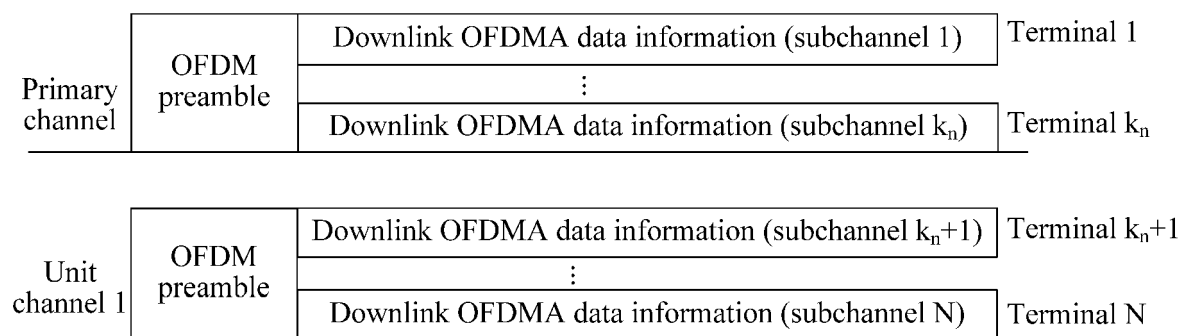 Primary
channel
OFDM
preamble
Downlink OFDMA data information (subchannel 1)
Terminal 1
⋮
Downlink OFDMA data information (subchannel kₙ)
Terminal kₙ
Unit
channel 1
OFDM
preamble
Downlink OFDMA data information (subchannel kₙ+1)
Terminal kₙ+1
⋮
Downlink OFDMA data information (subchannel N)
Terminal N